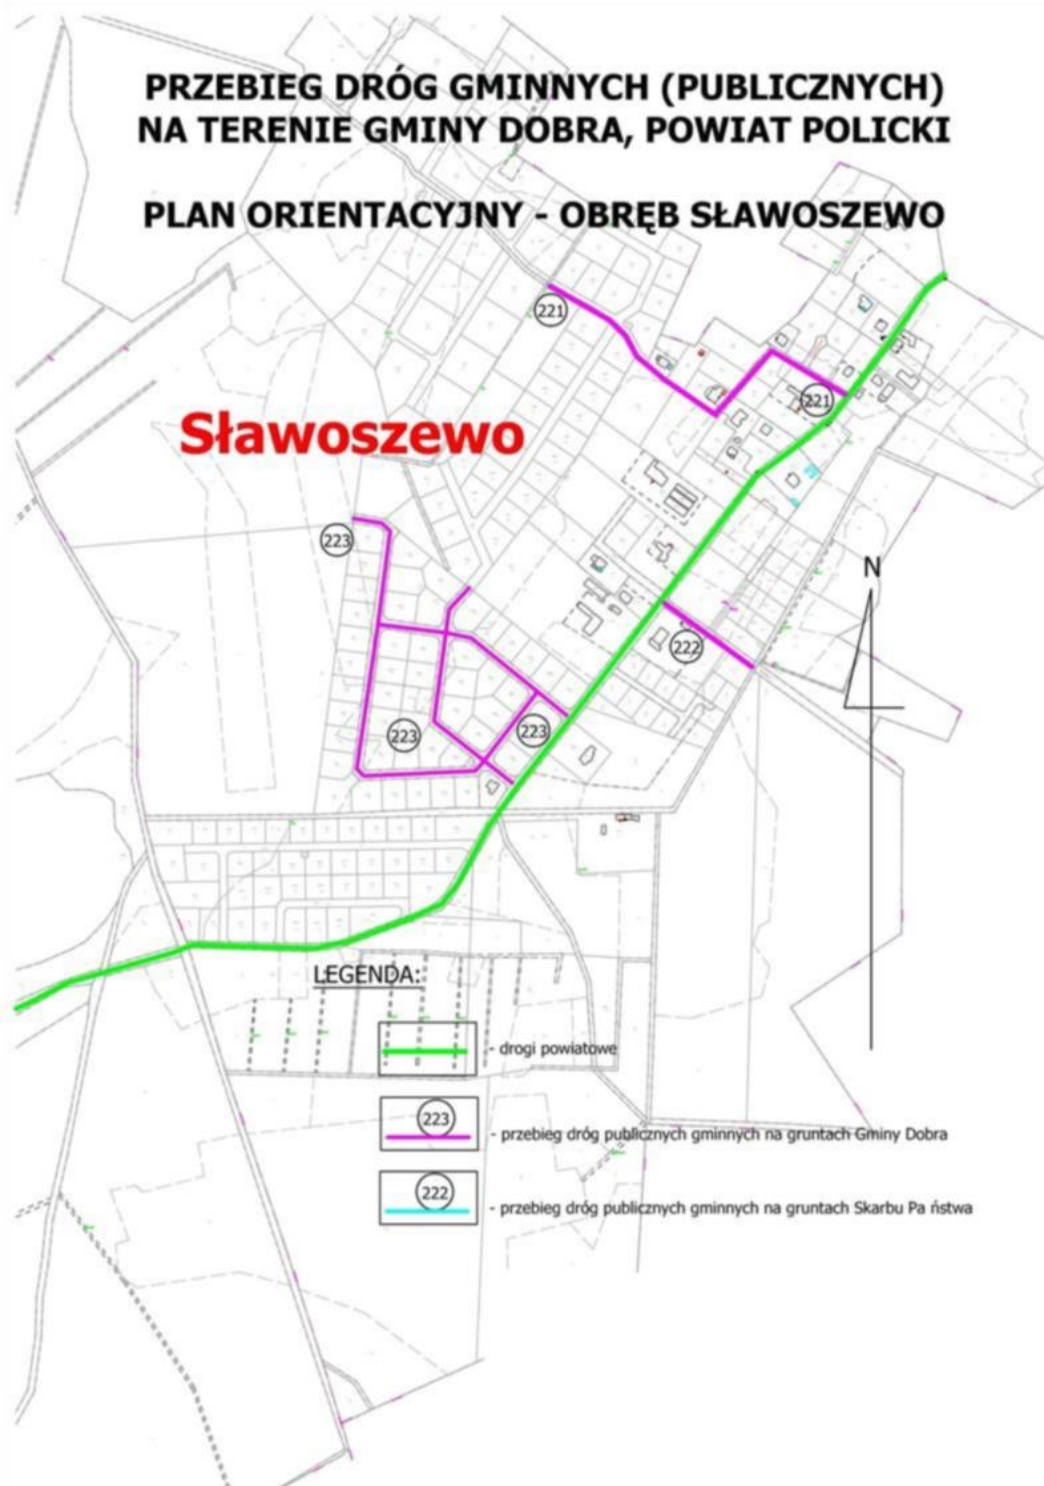 PRZEBIEG DRÓG GMINNYCH (PUBLICZNYCH)
NA TERENIE GMINY DOBRA, POWIAT POLICKI
PLAN ORIENTACYJNY - OBRĘB SŁAWOSZEWO
221
221
Sławoszewo
223
N
222
223
223
LEGENDA:
- drogi powiatowe
223
- przebieg dróg publicznych gminnych na gruntach Gminy Dobra
222
- przebieg dróg publicznych gminnych na gruntach Skarbu Pa ństwa